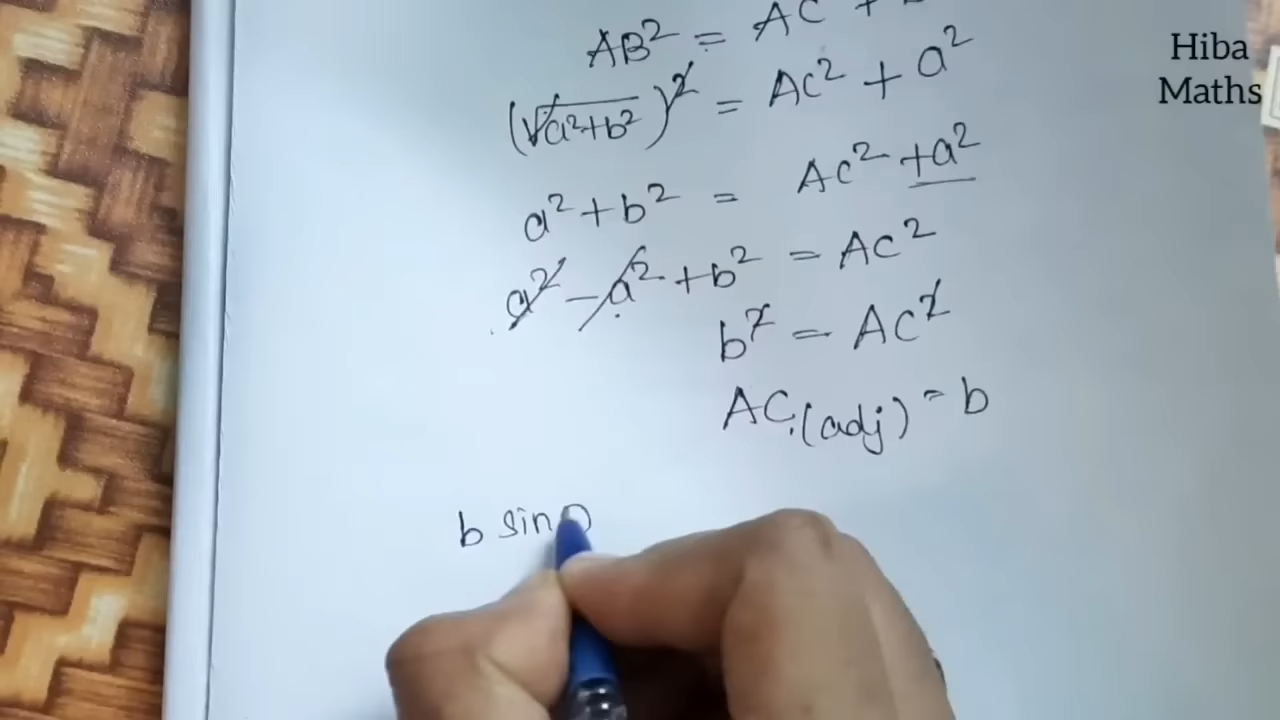 AB² = AC² +
(√a²+b²)² = AC² + a²
a²+b² = AC² +a²
a² - a² +b² = AC²
b² = AC²
AC (adj) = b
b sin θ
Hiba
Maths